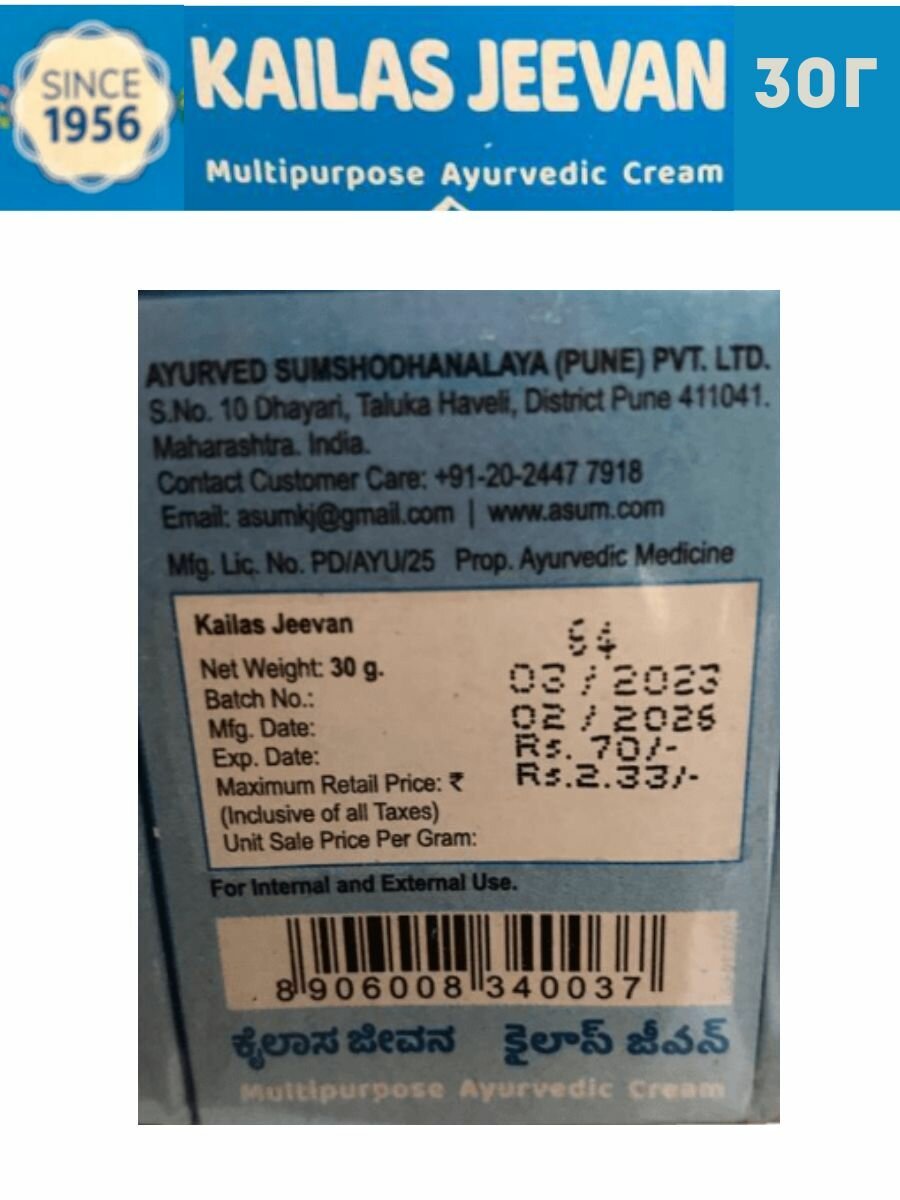 SINCE
1956
KAILAS JEEVAN
30Г
Multipurpose Ayurvedic Cream
AYURVED SUMSHODHANALAYA (PUNE) PVT. LTD.
S.No. 10 Dhayari, Taluka Haveli, District Pune 411041.
Maharashtra. India.
Contact Customer Care: +91-20-2447 7918
Email: asumkj@gmail.com | www.asum.com
Mfg. Lic. No. PD/AYU/25 Prop. Ayurvedic Medicine
Kailas Jeevan
Net Weight: 30 g.
Batch No.:
Mfg. Date: 03/2023
Exp. Date: 02/2026
Maximum Retail Price: ₹ Rs. 70/-
(Inclusive of all Taxes)
Unit Sale Price Per Gram: Rs.2.33/-
For Internal and External Use.
8 906008 340037
ಕೈಲಾಸ ಜೀವನ కైలాస్ జీవన్
Multipurpose Ayurvedic Cream